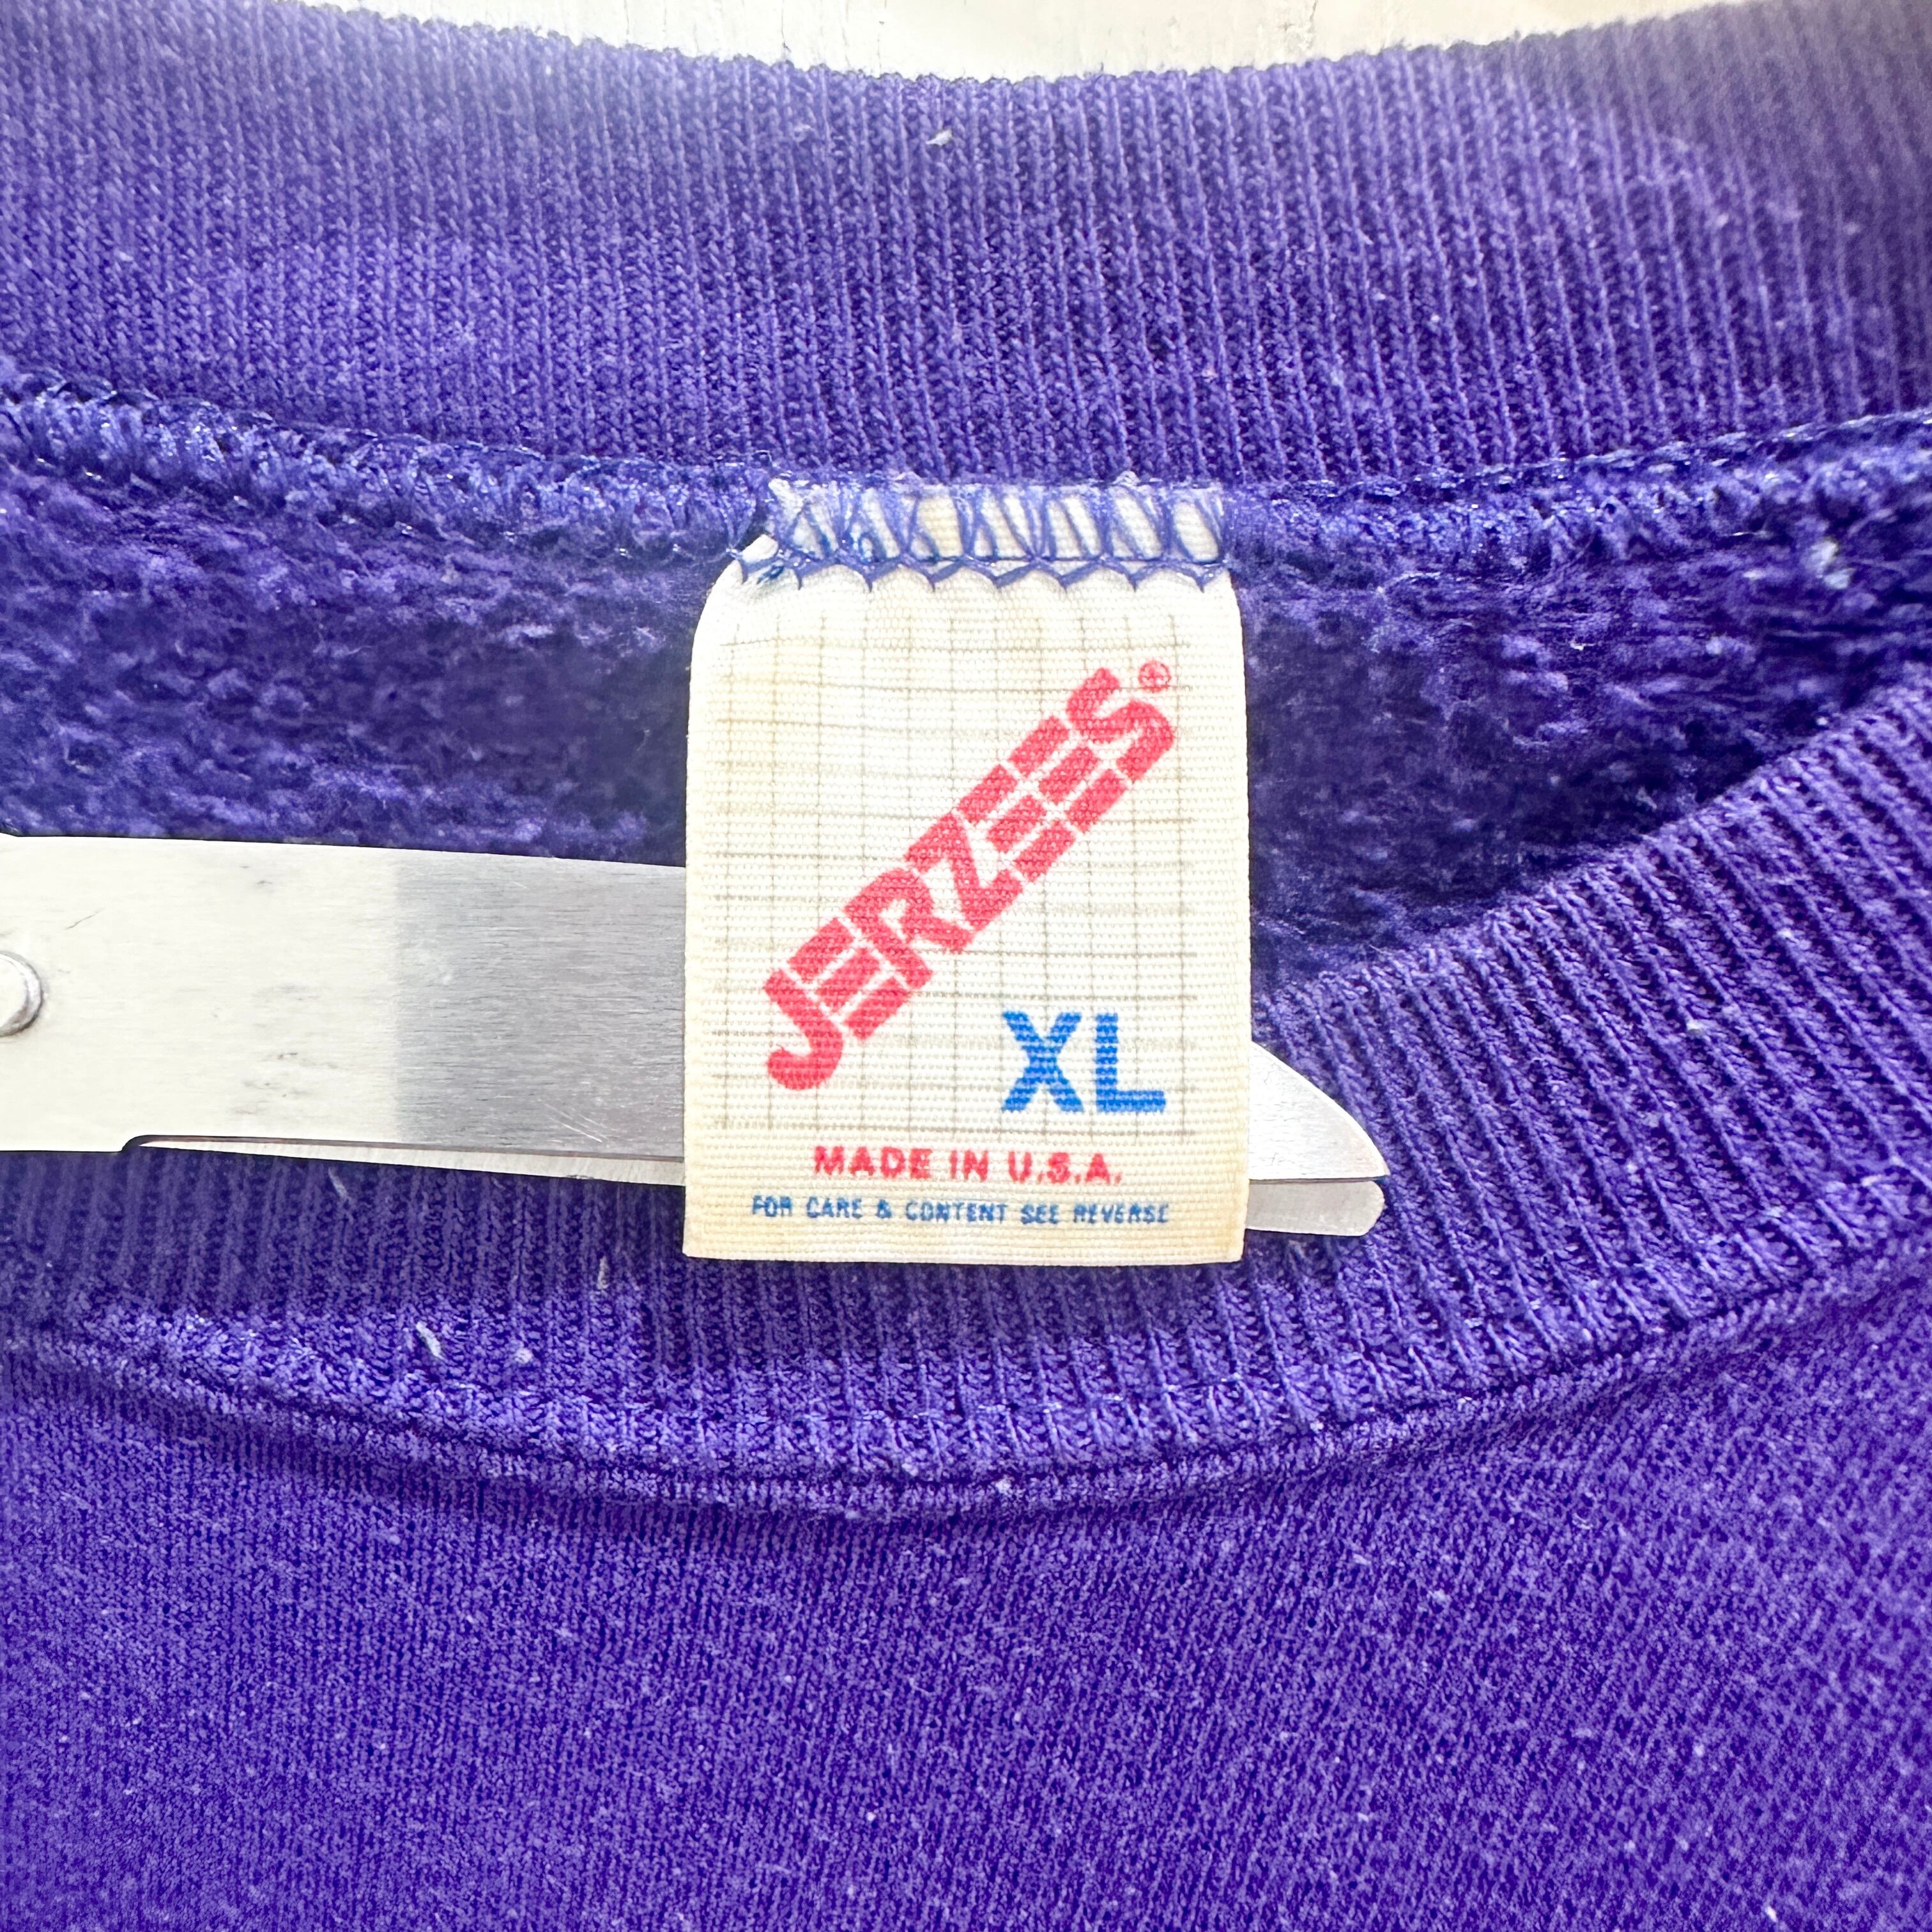 JERZEES®
XL
MADE IN U.S.A.
FOR CARE & CONTENT SEE REVERSE